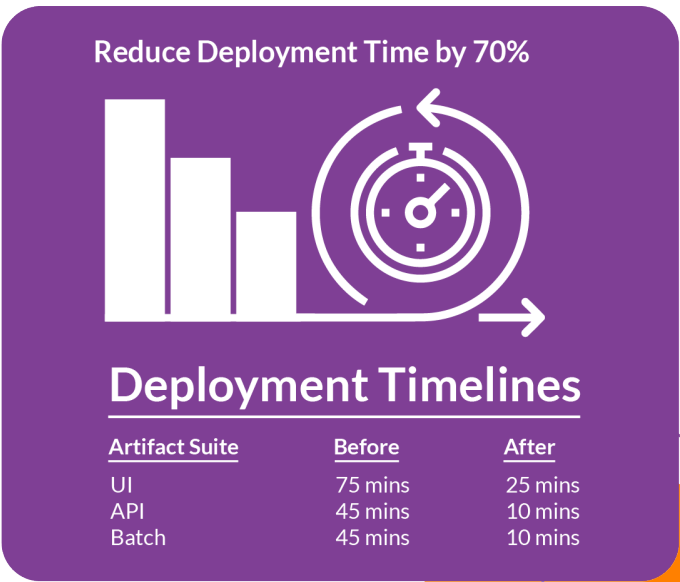 Reduce Deployment Time by 70%
Deployment Timelines
Artifact Suite Before After
UI 75 mins 25 mins
API 45 mins 10 mins
Batch 45 mins 10 mins